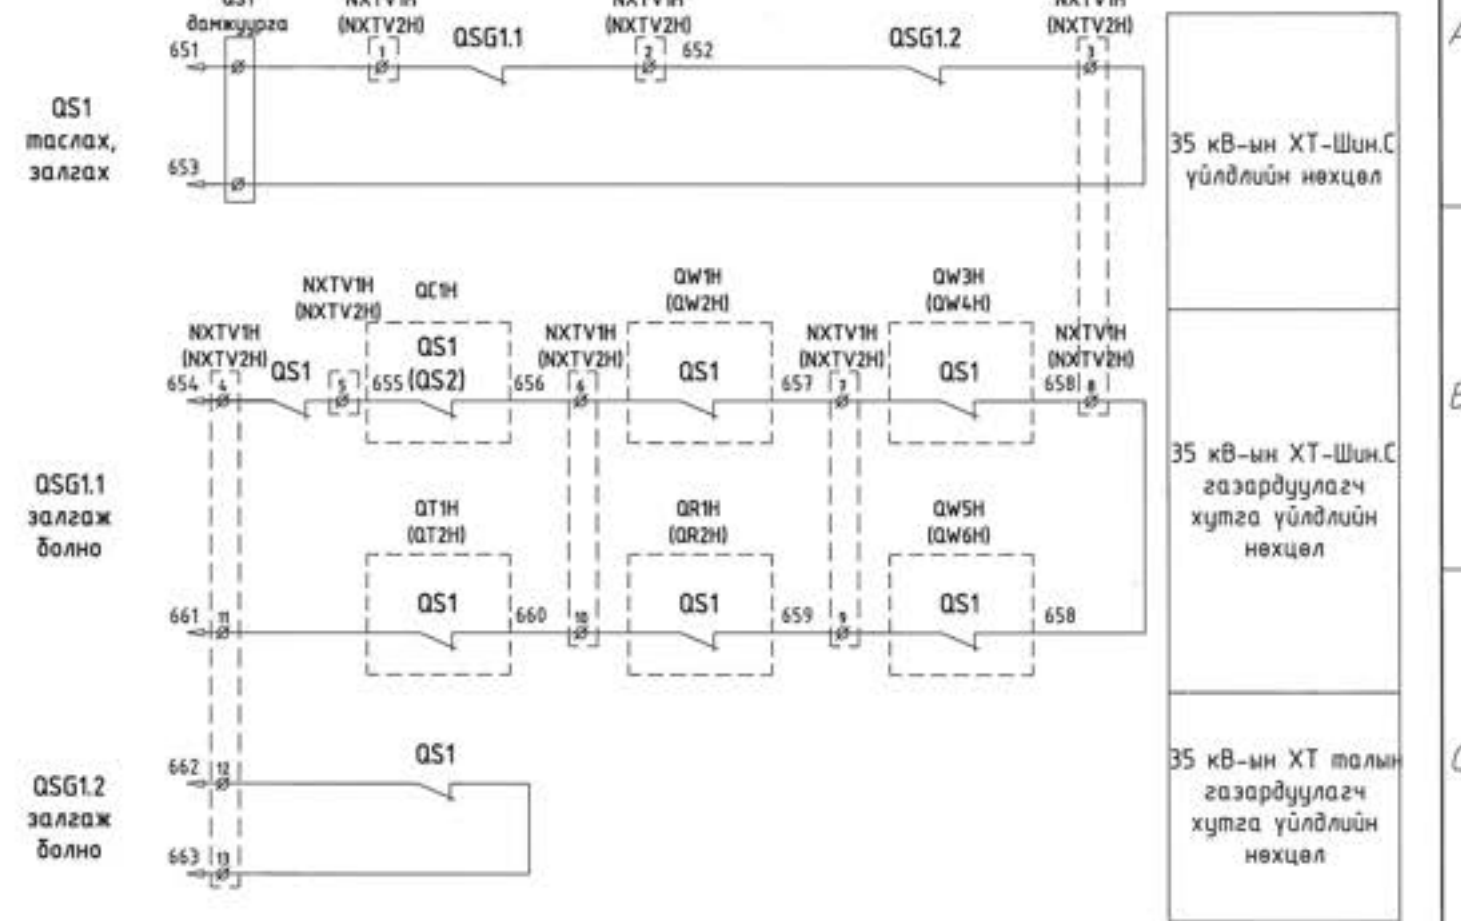 QS1
дамжуурга
NXTV1H
(NXTV2H)
QSG1.1
NXTV1H
(NXTV2H)
QSG1.2
NXTV1H
(NXTV2H)
651
1
2
652
3
QS1
таслах,
залгах
653
35 кВ-ын ХТ-Шин.С
үйлдлийн нөхцөл
NXTV1H
(NXTV2H)
QC1H
QW1H
(QW2H)
QW3H
(QW4H)
NXTV1H
(NXTV2H)
QS1
QS1
(QS2)
NXTV1H
(NXTV2H)
QS1
NXTV1H
(NXTV2H)
QS1
NXTV1H
(NXTV2H)
654
4
5
655
656
6
657
7
658
8
QSG1.1
залгаж
болно
35 кВ-ын ХТ-Шин.С
газардуулагч
хутга үйлдлийн
нөхцөл
QT1H
(QT2H)
QR1H
(QR2H)
QW5H
(QW6H)
QS1
QS1
QS1
661
11
660
10
659
9
658
QSG1.2
залгаж
болно
QS1
662
12
663
13
35 кВ-ын ХТ талын
газардуулагч
хутга үйлдлийн
нөхцөл
A
B
C